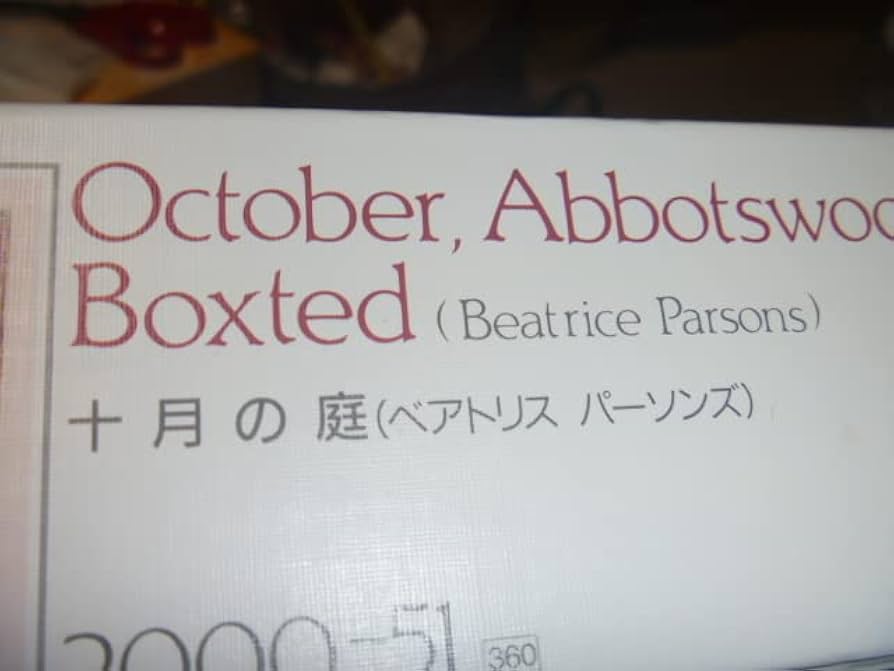 October, Abbotswoo
Boxted (Beatrice Parsons)
十月の庭(ベアトリス パーソンズ)
2000-51 360